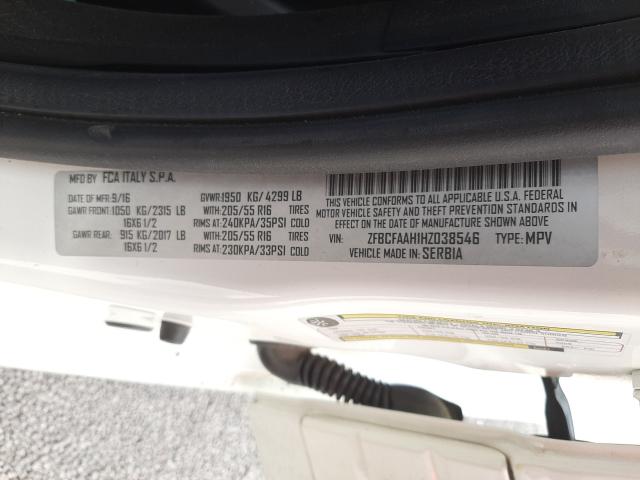 MFD BY FCA ITALY S.P.A.
DATE OF MFR: 9/16 GVWR: 1950 KG/ 4299 LB
GAWR FRONT: 1050 KG/2315 LB WITH: 205/55 R16 TIRES
16X6 1/2 RIMS AT: 240KPA/35PSI COLD
GAWR REAR: 915 KG/2017 LB WITH: 205/55 R16 TIRES
16X6 1/2 RIMS AT: 230KPA/33PSI COLD
THIS VEHICLE CONFORMS TO ALL APPLICABLE U.S.A. FEDERAL
MOTOR VEHICLE SAFETY BUMPER AND THEFT PREVENTION STANDARDS IN
EFFECT ON THE DATE OF MANUFACTURE SHOWN ABOVE
VIN: ZFBCFAAH1HZ038546 TYPE: MPV
VEHICLE MADE IN: SERBIA